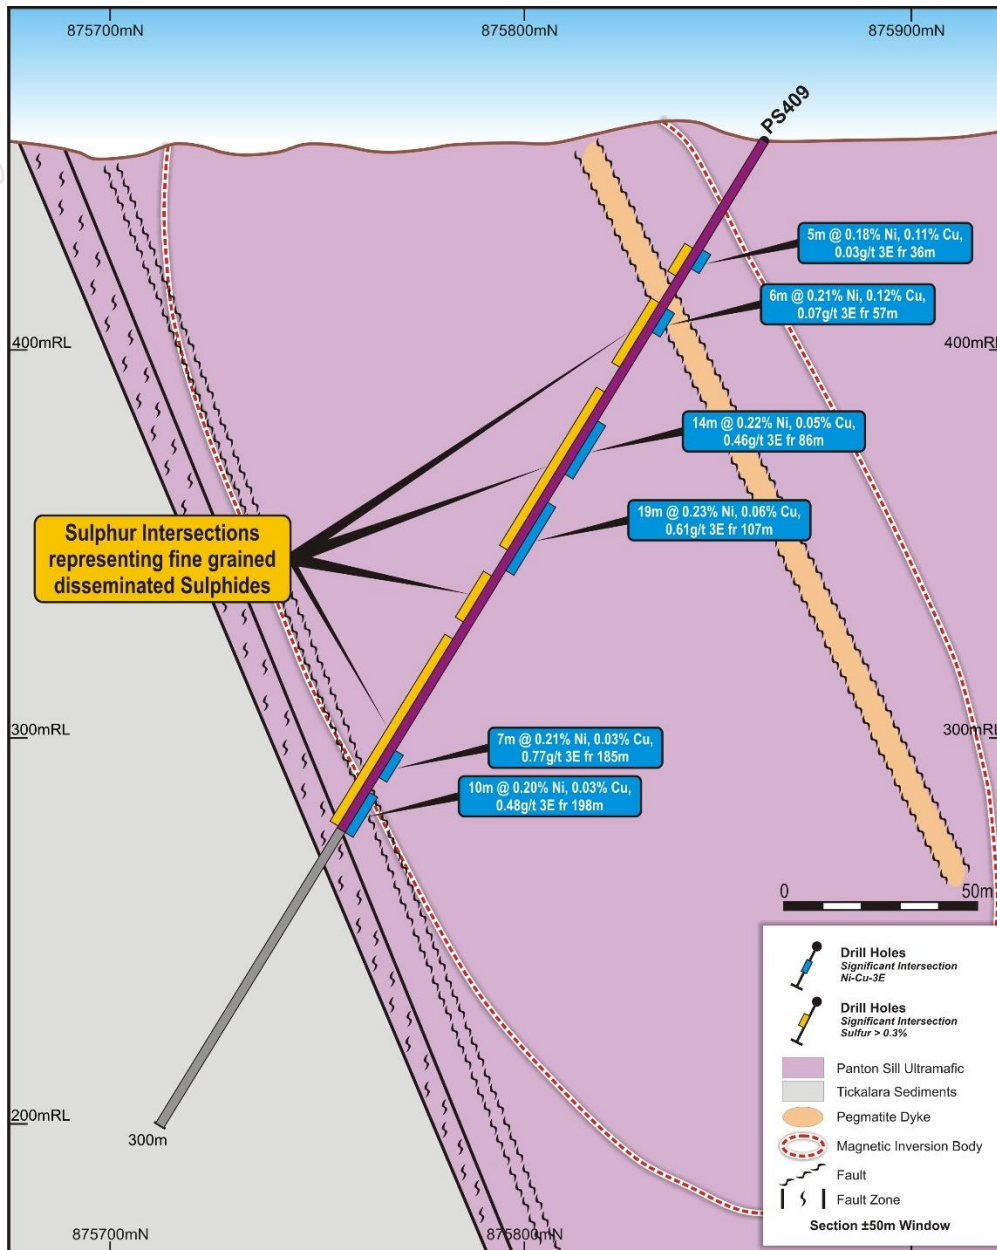 875700mN
875800mN
875900mN
PS409
5m @ 0.18% Ni, 0.11% Cu,
0.03g/t 3E fr 36m
6m @ 0.21% Ni, 0.12% Cu,
0.07g/t 3E fr 57m
400mRL
400mRL
14m @ 0.22% Ni, 0.05% Cu,
0.46g/t 3E fr 86m
19m @ 0.23% Ni, 0.06% Cu,
0.61g/t 3E fr 107m
Sulphur Intersections
representing fine grained
disseminated Sulphides
300mRL
300mRL
7m @ 0.21% Ni, 0.03% Cu,
0.77g/t 3E fr 185m
10m @ 0.20% Ni, 0.03% Cu,
0.48g/t 3E fr 198m
0
50m
Drill Holes
Significant Intersection
Ni-Cu-3E
Drill Holes
Significant Intersection
Sulfur > 0.3%
Panton Sill Ultramafic
Tickalara Sediments
Pegmatite Dyke
Magnetic Inversion Body
Fault
Fault Zone
Section ±50m Window
200mRL
300m
875700mN
875800mN